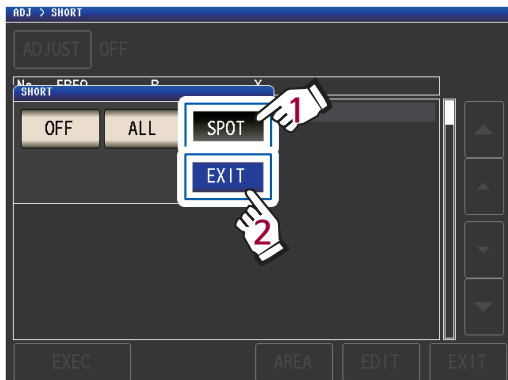 ADJ > SHORT
ADJUST OFF
No. FREQ R X
SHORT
OFF ALL SPOT
1
EXIT
2
EXEC AREA EDIT EXIT